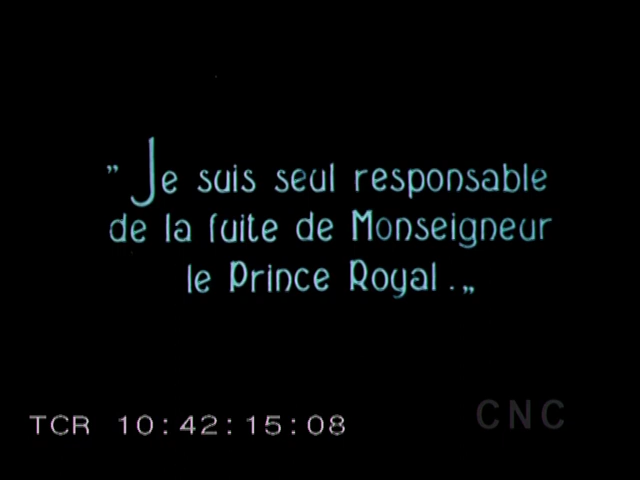 ” Je suis seul responsable
de la fuite de Monseigneur
le Prince Royal . „
TCR 10:42:15:08
CNC